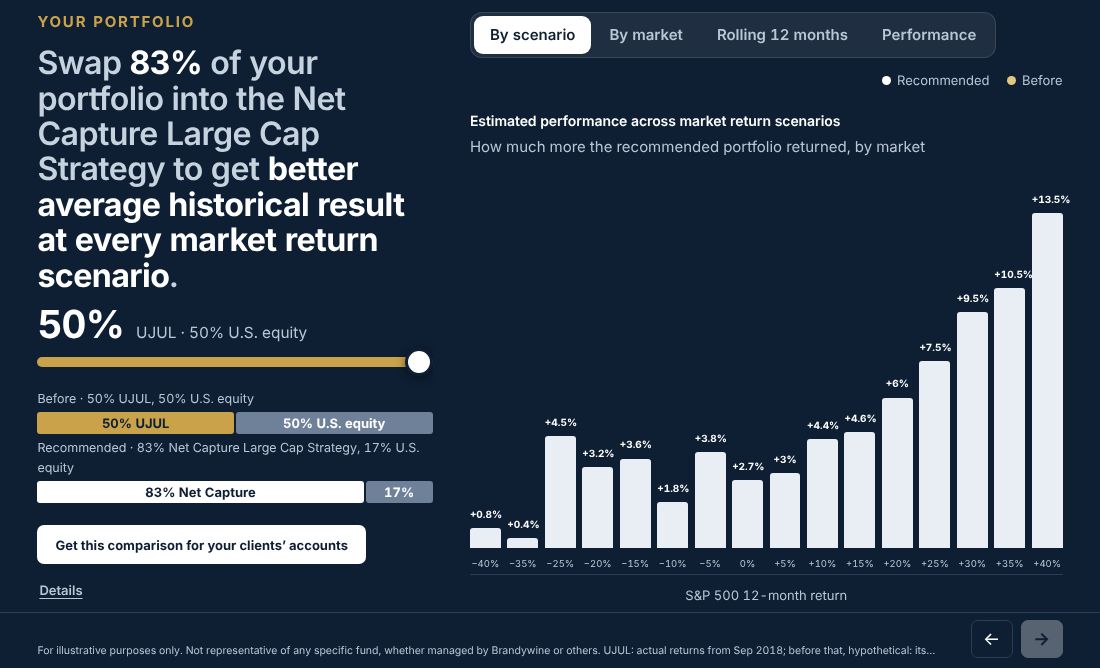 YOUR PORTFOLIO
Swap 83% of your
portfolio into the Net
Capture Large Cap
Strategy to get better
average historical result
at every market return
scenario.
50% UJUL · 50% U.S. equity
Before · 50% UJUL, 50% U.S. equity
50% UJUL 50% U.S. equity
Recommended · 83% Net Capture Large Cap Strategy, 17% U.S.
equity
83% Net Capture 17%
Get this comparison for your clients’ accounts
Details
By scenario By market Rolling 12 months Performance
Recommended Before
Estimated performance across market return scenarios
How much more the recommended portfolio returned, by market
+0.8% +0.4% +4.5% +3.2% +3.6% +1.8% +3.8% +2.7% +3% +4.4% +4.6% +6% +7.5% +9.5% +10.5% +13.5%
−40% −35% −25% −20% −15% −10% −5% 0% +5% +10% +15% +20% +25% +30% +35% +40%
S&P 500 12-month return
For illustrative purposes only. Not representative of any specific fund, whether managed by Brandywine or others. UJUL: actual returns from Sep 2018; before that, hypothetical: its…